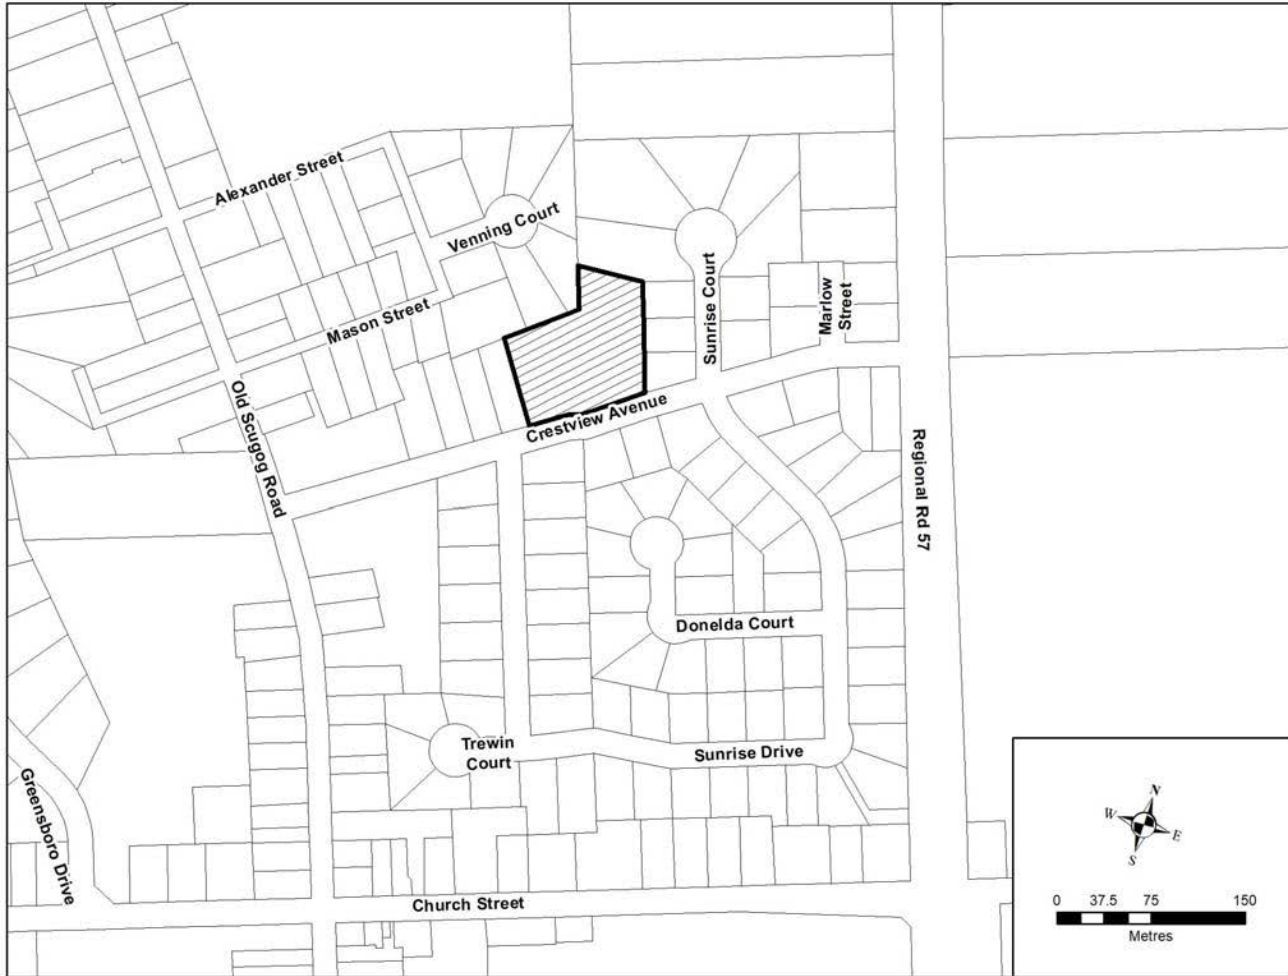 Alexander Street
Venning Court
Mason Street
Sunrise Court
Marlow
Street
Old Scugog Road
Crestview Avenue
Regional Rd 57
Donelda Court
Trewin
Court
Sunrise Drive
Greensboro Drive
Church Street
N
W
E
S
0 37.5 75 150
Metres